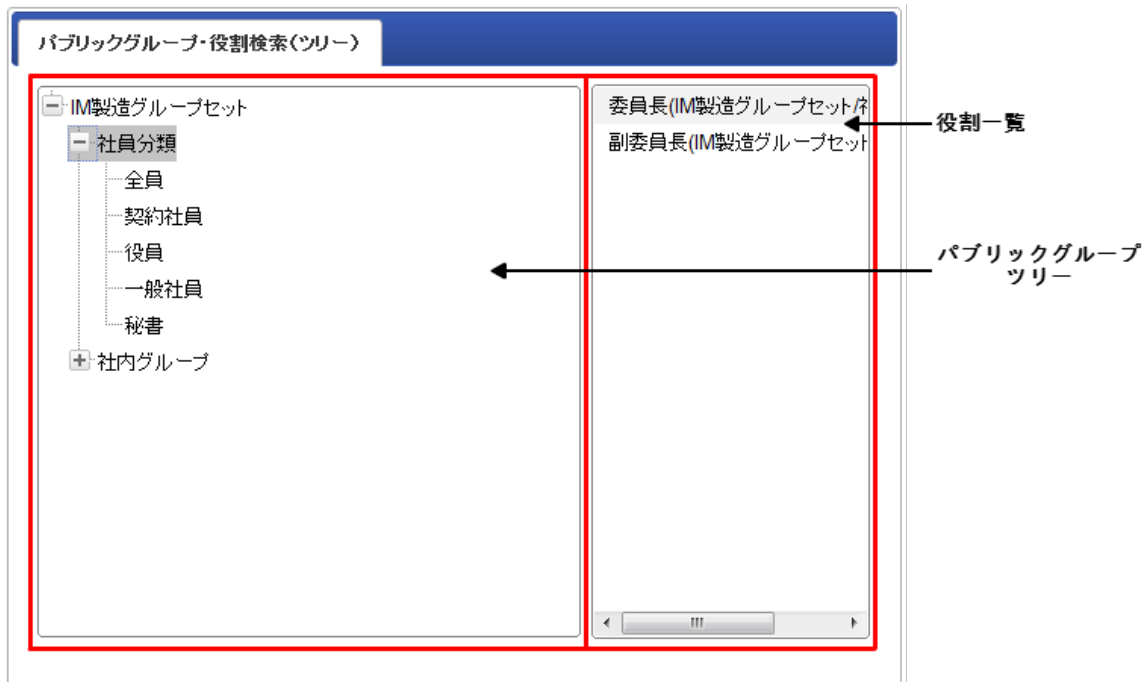 パブリックグループ・役割検索(ツリー)
IM製造グループセット
社員分類
全員
契約社員
役員
一般社員
秘書
社内グループ
委員長(IM製造グループセット/
副委員長(IM製造グループセット
役割一覧
パブリックグループ
ツリー